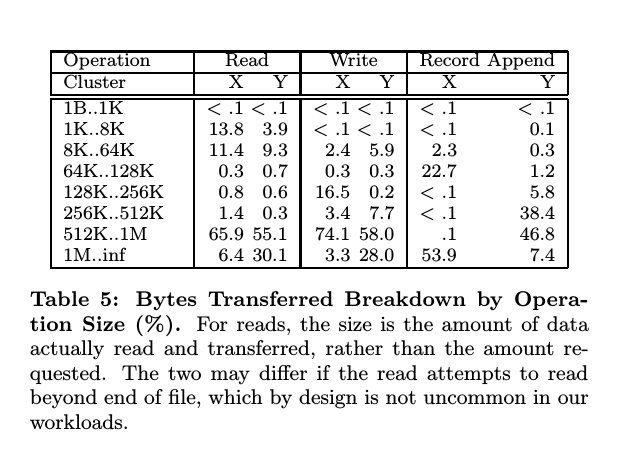 Operation Read Write Record Append
Cluster X Y X Y X Y
1B..1K < .1 < .1 < .1 < .1 < .1 < .1
1K..8K 13.8 3.9 < .1 < .1 < .1 0.1
8K..64K 11.4 9.3 2.4 5.9 2.3 0.3
64K..128K 0.3 0.7 0.3 0.3 22.7 1.2
128K..256K 0.8 0.6 16.5 0.2 < .1 5.8
256K..512K 1.4 0.3 3.4 7.7 < .1 38.4
512K..1M 65.9 55.1 74.1 58.0 .1 46.8
1M..inf 6.4 30.1 3.3 28.0 53.9 7.4
Table 5: Bytes Transferred Breakdown by Opera-
tion Size (%). For reads, the size is the amount of data
actually read and transferred, rather than the amount re-
quested. The two may differ if the read attempts to read
beyond end of file, which by design is not uncommon in our
workloads.